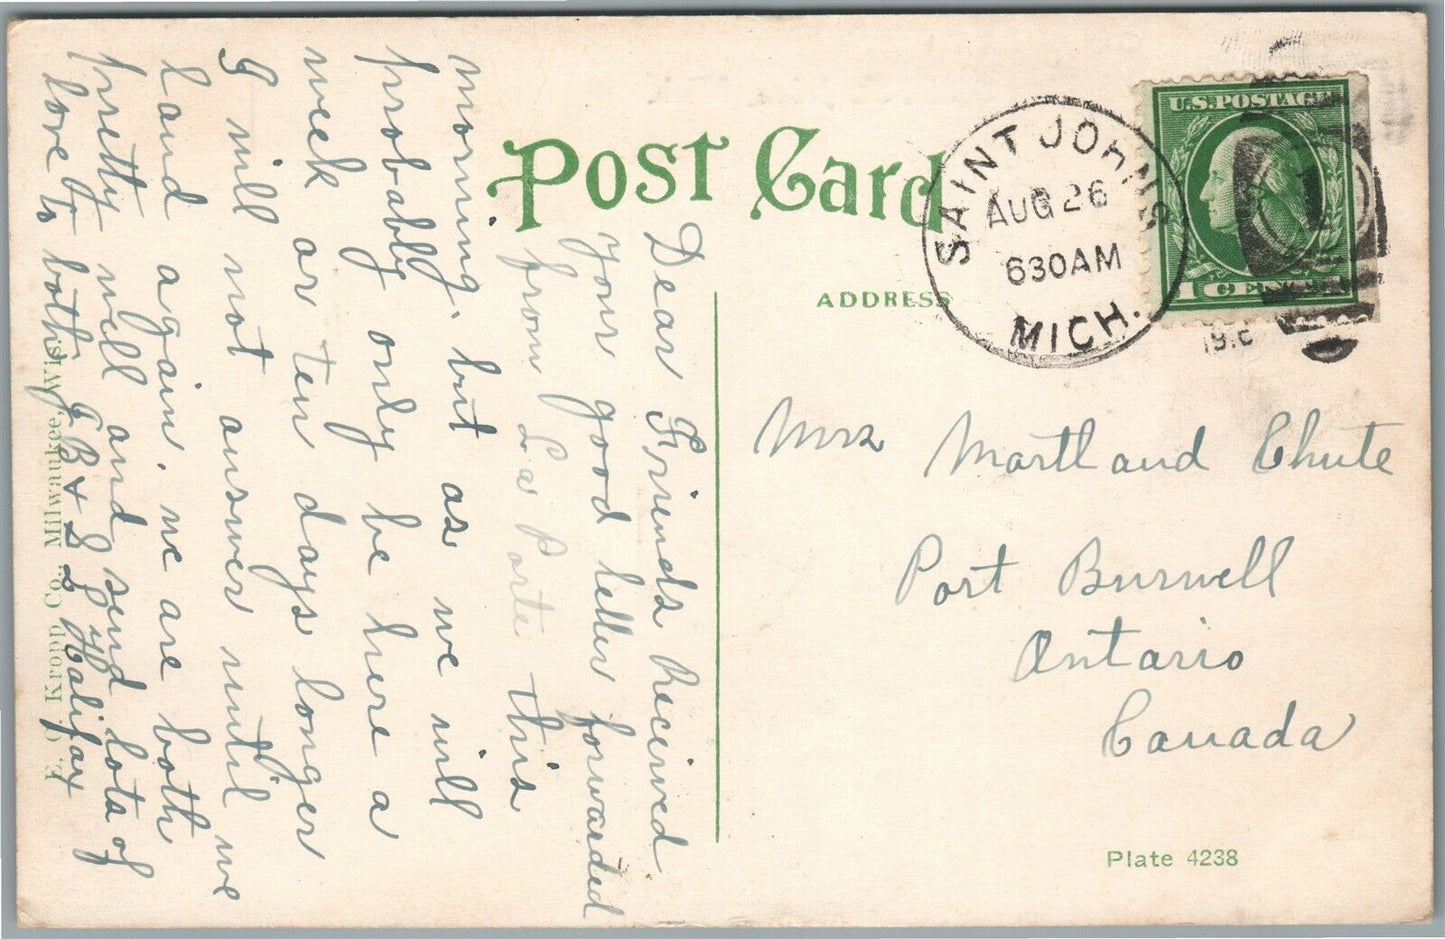 Post Card
ADDRESS
SAINT JOHNS
AUG 26
630AM
MICH.
U.S. POSTAGE
1
Mrs Martland Chute
Port Burwell
Ontario
Canada
Plate 4238
Dear Friends Received
your good letter forwarded
from La Porte this
morning, but as we will
probably only be here a
week or ten days longer
I will not answer until we
land again. we are both
pretty well and send lots of
love to both,
Halifax
E. C. Kropp Co., Milwaukee, Wis.